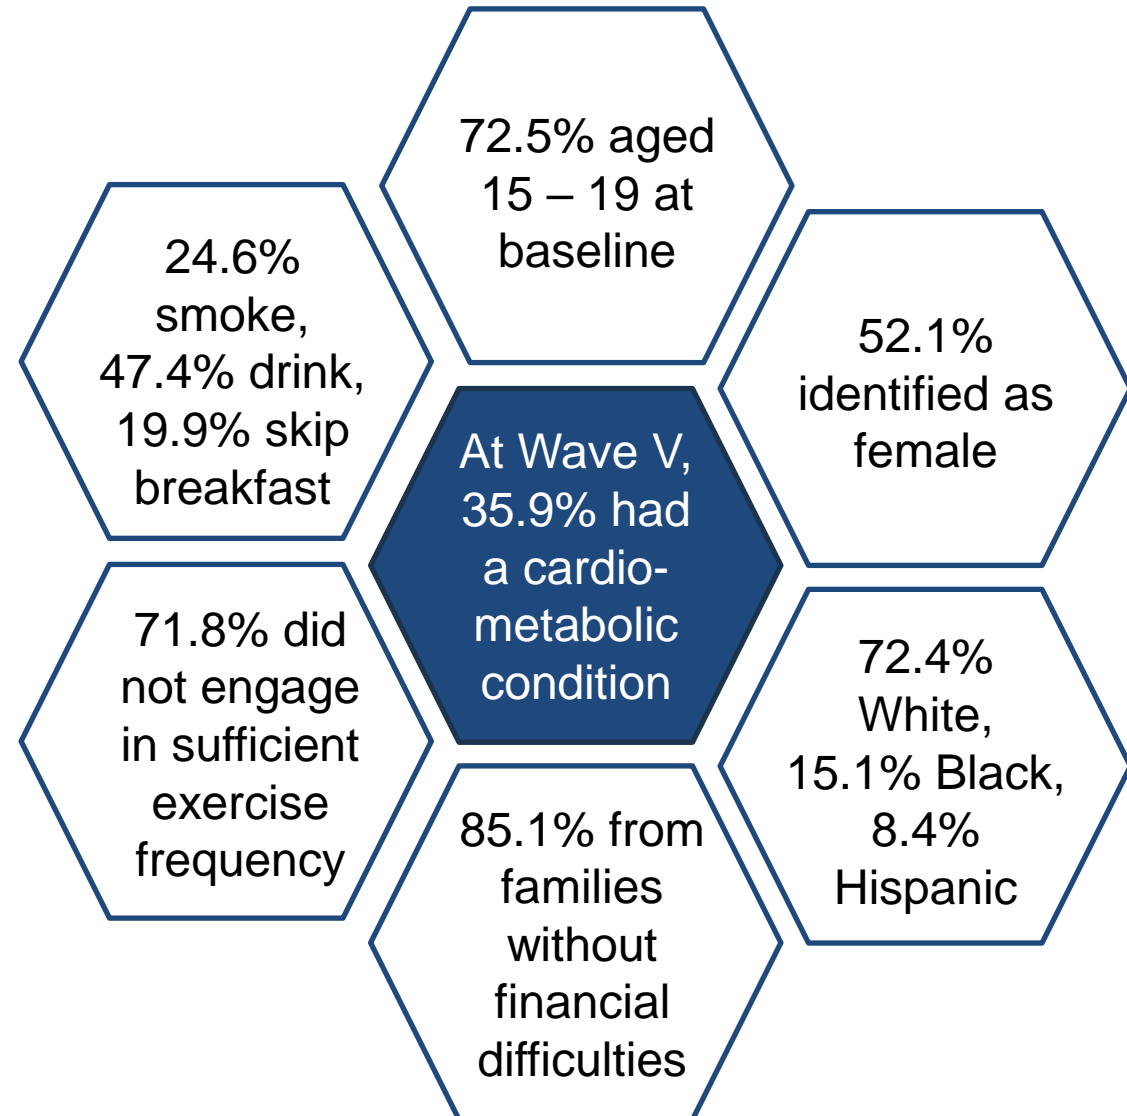 72.5% aged
15 – 19 at
baseline
24.6%
smoke,
47.4% drink,
19.9% skip
breakfast
52.1%
identified as
female
At Wave V,
35.9% had
a cardio-
metabolic
condition
71.8% did
not engage
in sufficient
exercise
frequency
72.4%
White,
15.1% Black,
8.4%
Hispanic
85.1% from
families
without
financial
difficulties